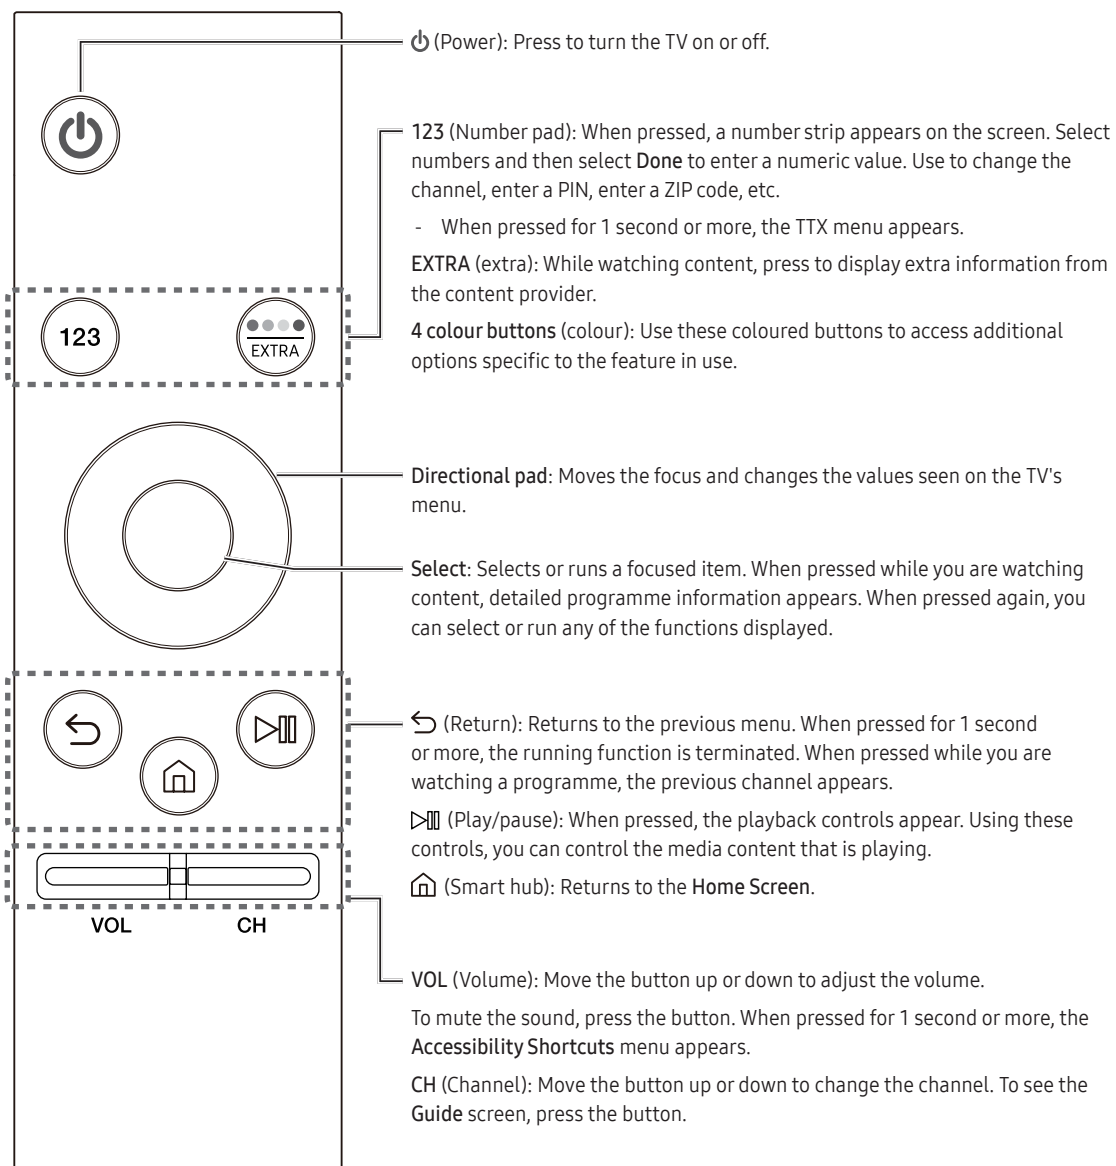 (Power): Press to turn the TV on or off.
123 (Number pad): When pressed, a number strip appears on the screen. Select
numbers and then select Done to enter a numeric value. Use to change the
channel, enter a PIN, enter a ZIP code, etc.
- When pressed for 1 second or more, the TTX menu appears.
EXTRA (extra): While watching content, press to display extra information from
the content provider.
4 colour buttons (colour): Use these coloured buttons to access additional
options specific to the feature in use.
123
EXTRA
Directional pad: Moves the focus and changes the values seen on the TV's
menu.
Select: Selects or runs a focused item. When pressed while you are watching
content, detailed programme information appears. When pressed again, you
can select or run any of the functions displayed.
(Return): Returns to the previous menu. When pressed for 1 second
or more, the running function is terminated. When pressed while you are
watching a programme, the previous channel appears.
(Play/pause): When pressed, the playback controls appear. Using these
controls, you can control the media content that is playing.
(Smart hub): Returns to the Home Screen.
VOL
CH
VOL (Volume): Move the button up or down to adjust the volume.
To mute the sound, press the button. When pressed for 1 second or more, the
Accessibility Shortcuts menu appears.
CH (Channel): Move the button up or down to change the channel. To see the
Guide screen, press the button.